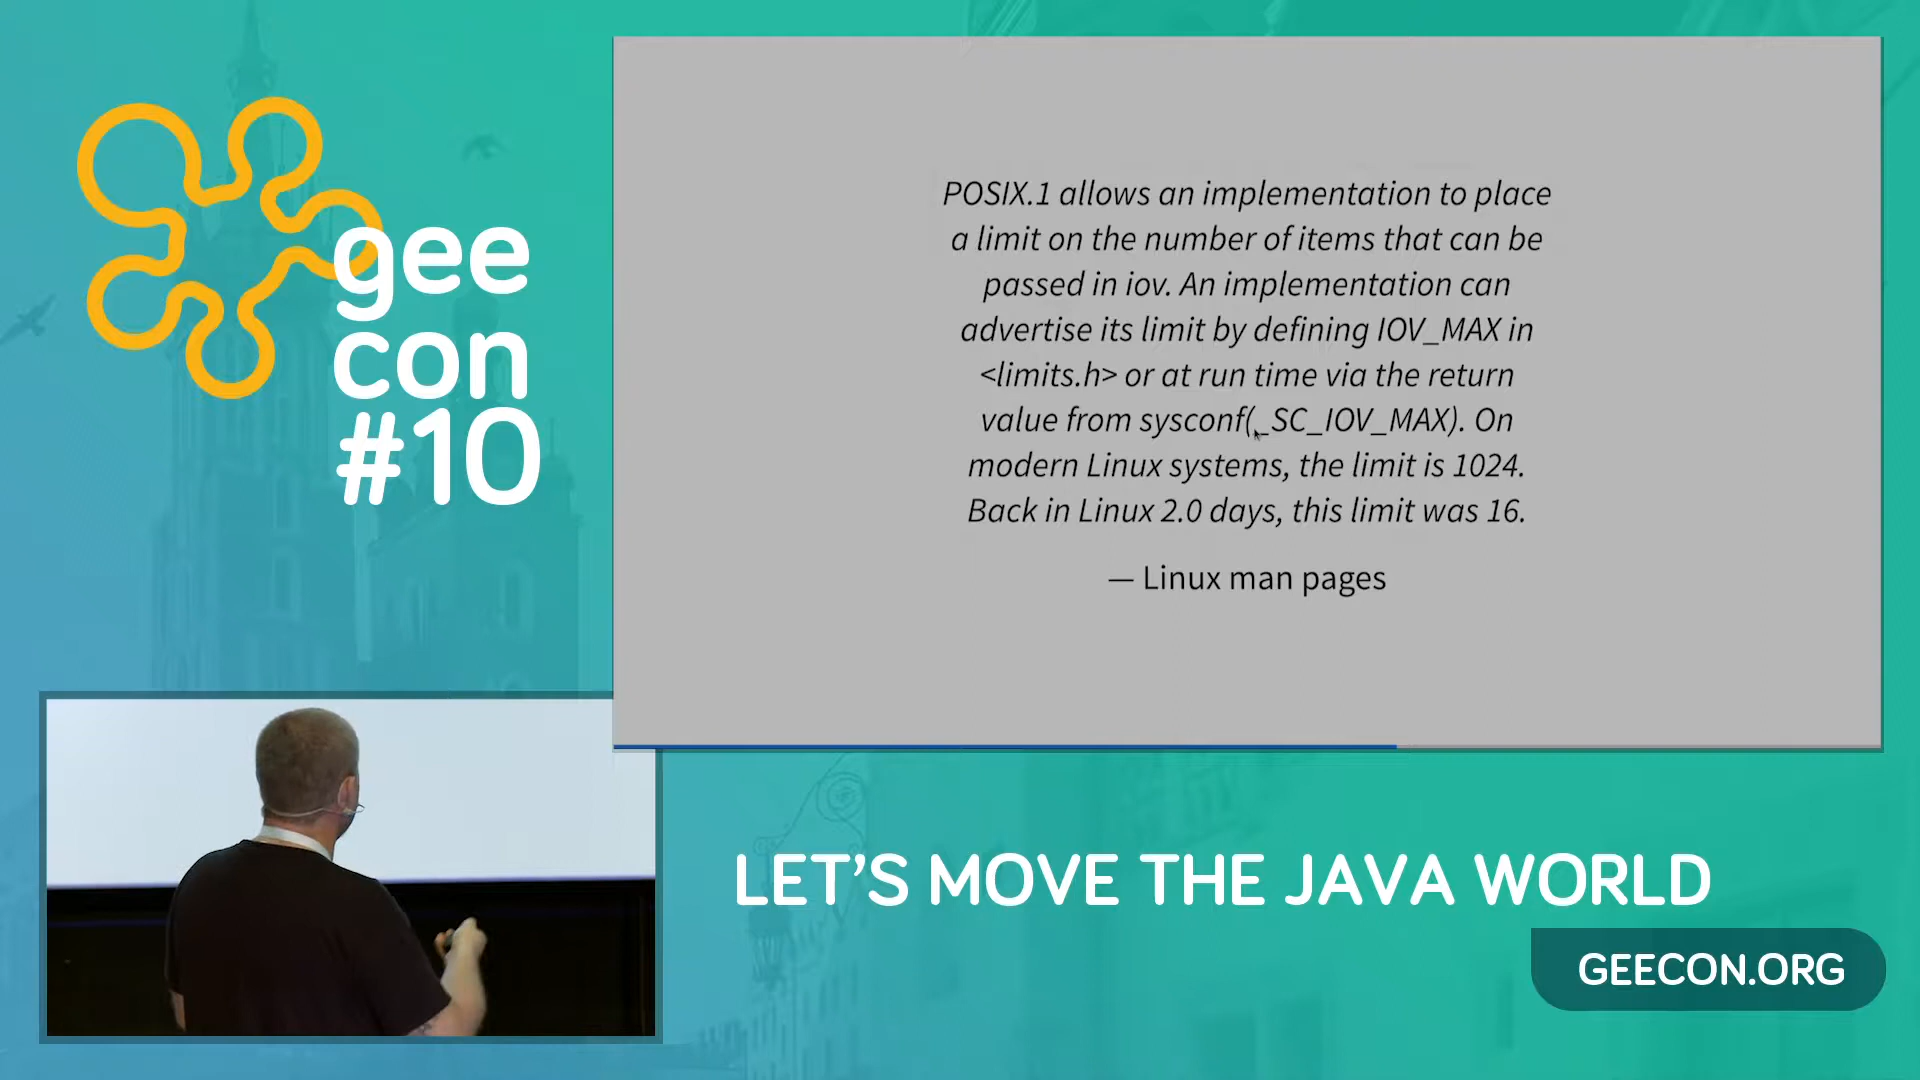 gee
con
#10
POSIX.1 allows an implementation to place
a limit on the number of items that can be
passed in iov. An implementation can
advertise its limit by defining IOV_MAX in
<limits.h> or at run time via the return
value from sysconf(_SC_IOV_MAX). On
modern Linux systems, the limit is 1024.
Back in Linux 2.0 days, this limit was 16.
— Linux man pages
LET'S MOVE THE JAVA WORLD
GEECON.ORG